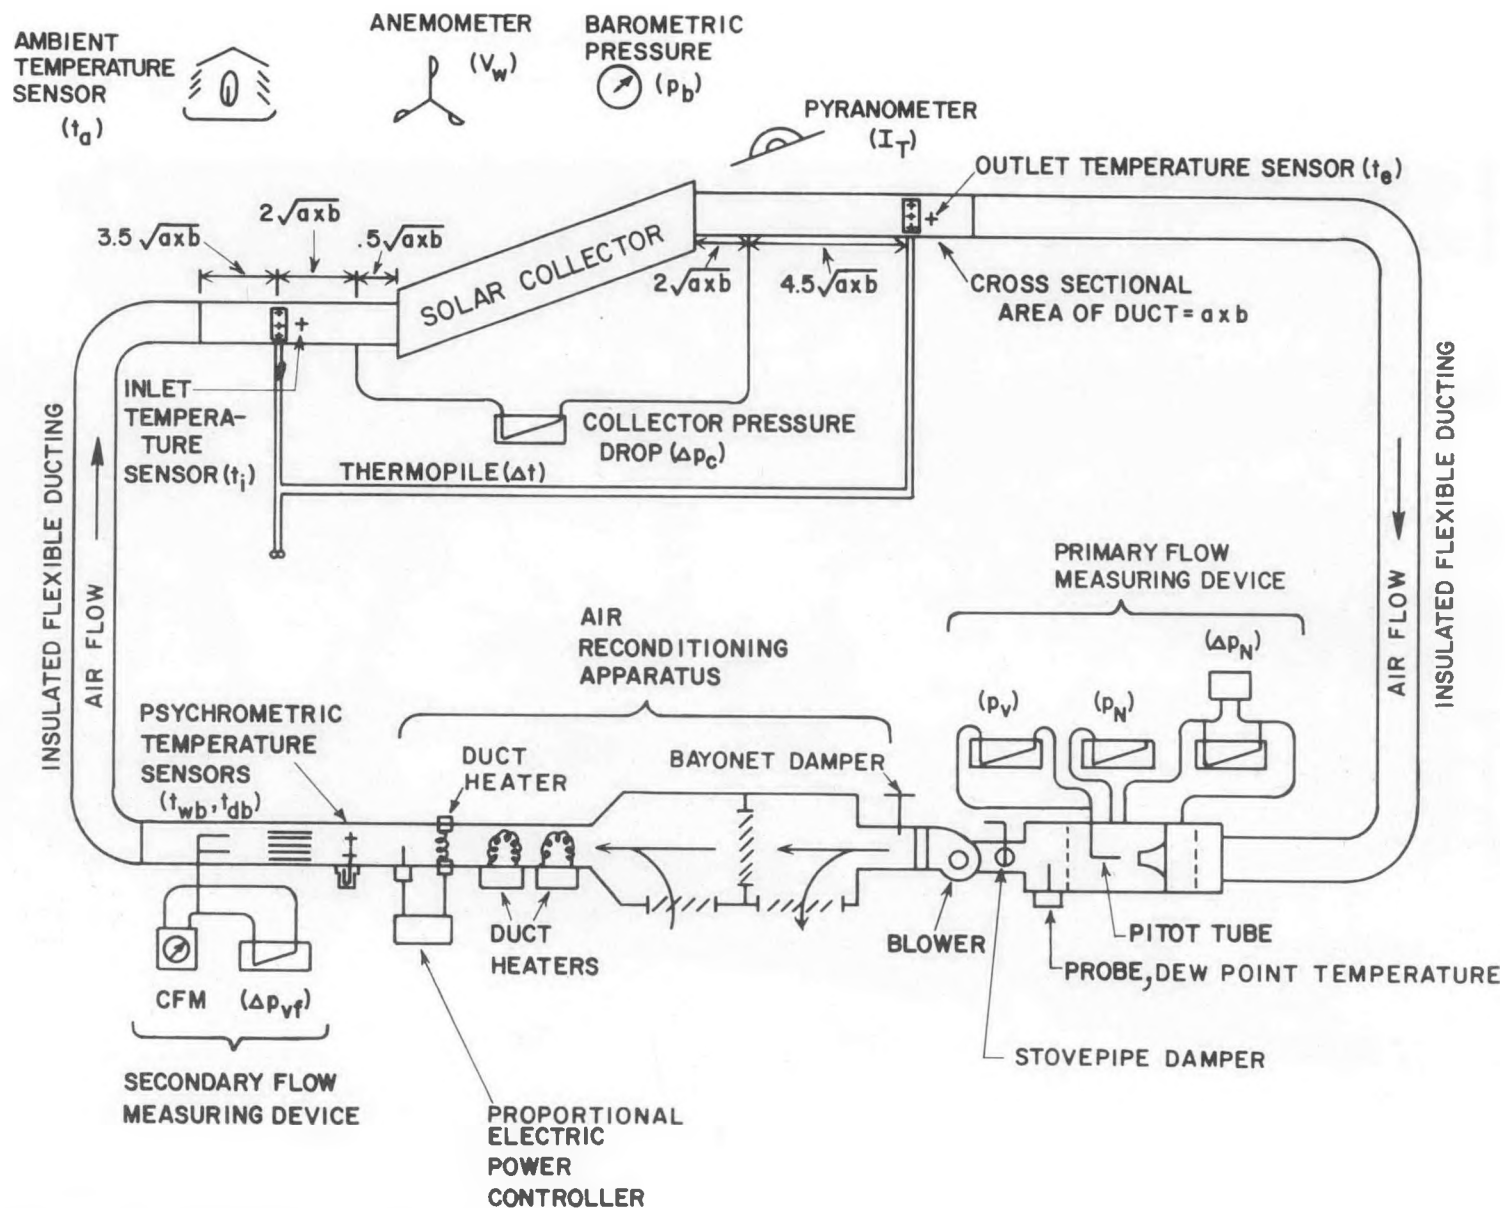 AMBIENT
TEMPERATURE
SENSOR
(ta)
ANEMOMETER
(Vw)
BAROMETRIC
PRESSURE
(pb)
PYRANOMETER
(IT)
OUTLET TEMPERATURE SENSOR (te)
3.5 √axb
2√axb
.5√axb
SOLAR COLLECTOR
2√axb
4.5√axb
CROSS SECTIONAL
AREA OF DUCT = axb
INLET
TEMPERA-
TURE
SENSOR (ti)
COLLECTOR PRESSURE
DROP (Δpc)
THERMOPILE (Δt)
INSULATED FLEXIBLE DUCTING
AIR FLOW
AIR FLOW
INSULATED FLEXIBLE DUCTING
PRIMARY FLOW
MEASURING DEVICE
(pv)
(pN)
(ΔpN)
AIR
RECONDITIONING
APPARATUS
PSYCHROMETRIC
TEMPERATURE
SENSORS
(twb, tdb)
DUCT
HEATER
BAYONET DAMPER
DUCT
HEATERS
BLOWER
PITOT TUBE
PROBE, DEW POINT TEMPERATURE
STOVEPIPE DAMPER
CFM
(Δpvf)
SECONDARY FLOW
MEASURING DEVICE
PROPORTIONAL
ELECTRIC
POWER
CONTROLLER